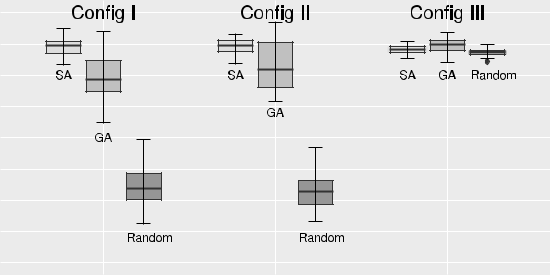 Config I Config II Config III
SA SA SA GA Random
GA GA
Random Random